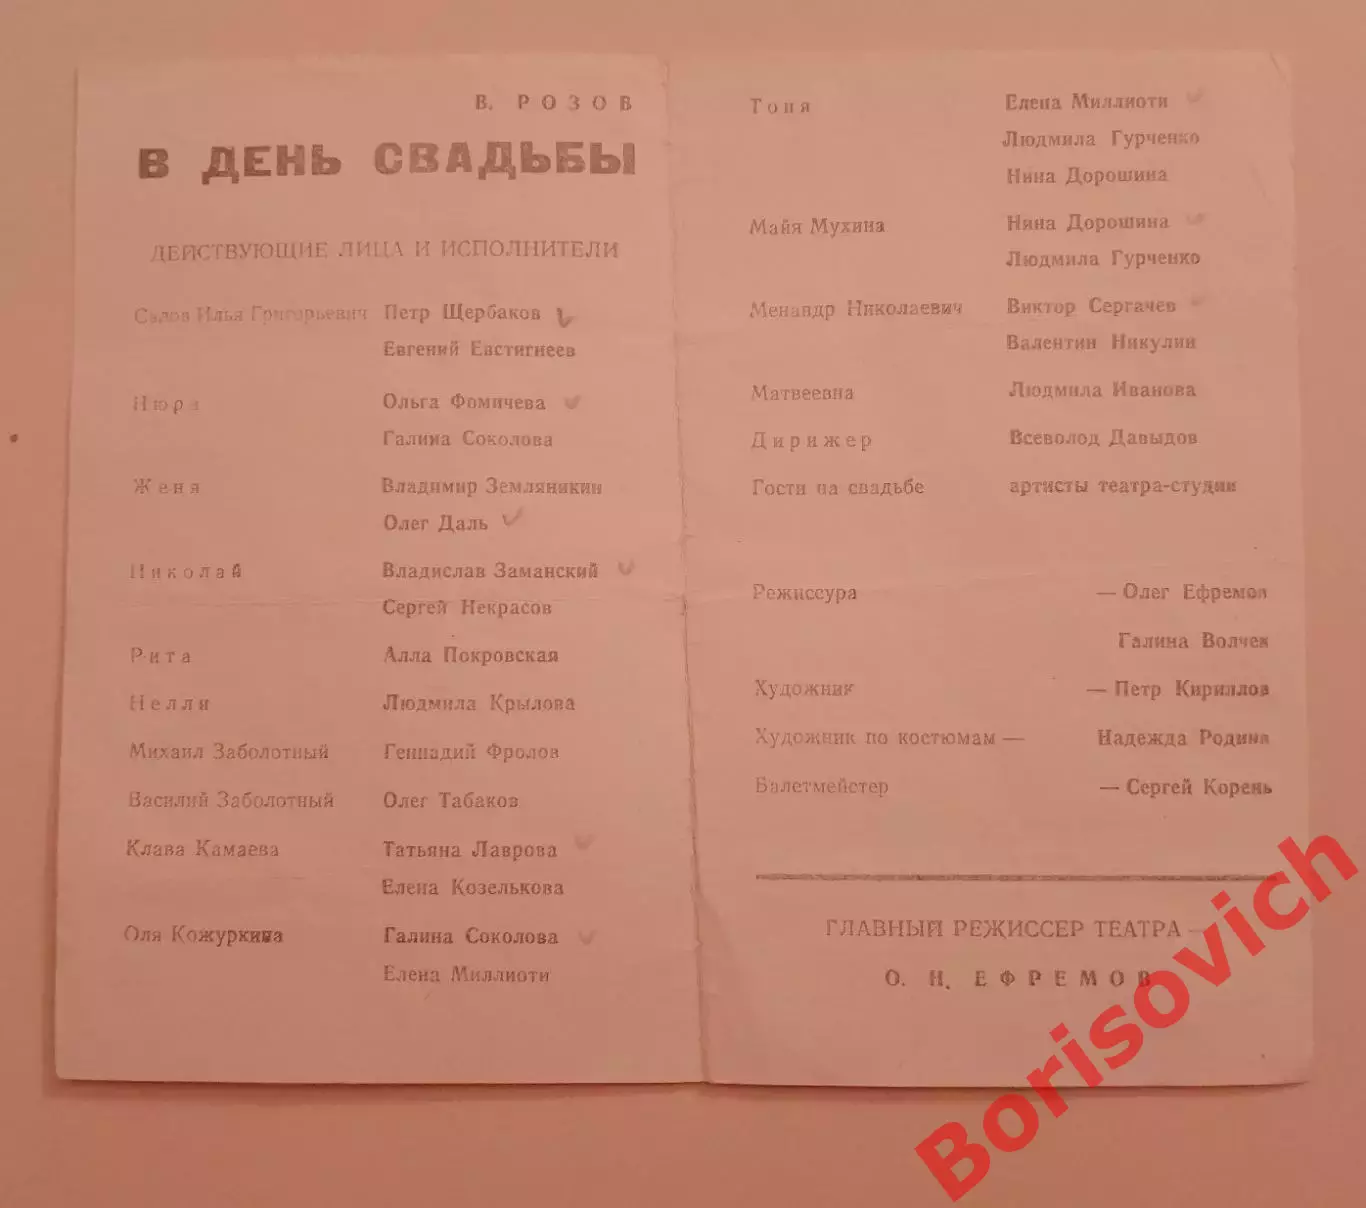 В. РОЗОВ
В ДЕНЬ СВАДЬБЫ
ДЕЙСТВУЮЩИЕ ЛИЦА И ИСПОЛНИТЕЛИ
Салов Илья Григорьевич Петр Щербаков
Евгений Евстигнеев
Нюра Ольга Фомичева
Галина Соколова
Женя Владимир Земляникин
Олег Даль
Николай Владислав Заманский
Сергей Некрасов
Рита Алла Покровская
Нелли Людмила Крылова
Михаил Заболотный Геннадий Фролов
Василий Заболотный Олег Табаков
Клава Камаева Татьяна Лаврова
Елена Козелькова
Оля Кожуркина Галина Соколова
Елена Миллиоти
Тоня Елена Миллиоти
Людмила Гурченко
Нина Дорошина
Майя Мухина Нина Дорошина
Людмила Гурченко
Менандр Николаевич Виктор Сергачев
Валентин Никулин
Матвеевна Людмила Иванова
Дирижер Всеволод Давыдов
Гости на свадьбе артисты театра-студии
Режиссура — Олег Ефремов
Галина Волчек
Художник — Петр Кириллов
Художник по костюмам — Надежда Родина
Балетмейстер — Сергей Корень
ГЛАВНЫЙ РЕЖИССЕР ТЕАТРА —
О. Н. ЕФРЕМОВ
Borisovich